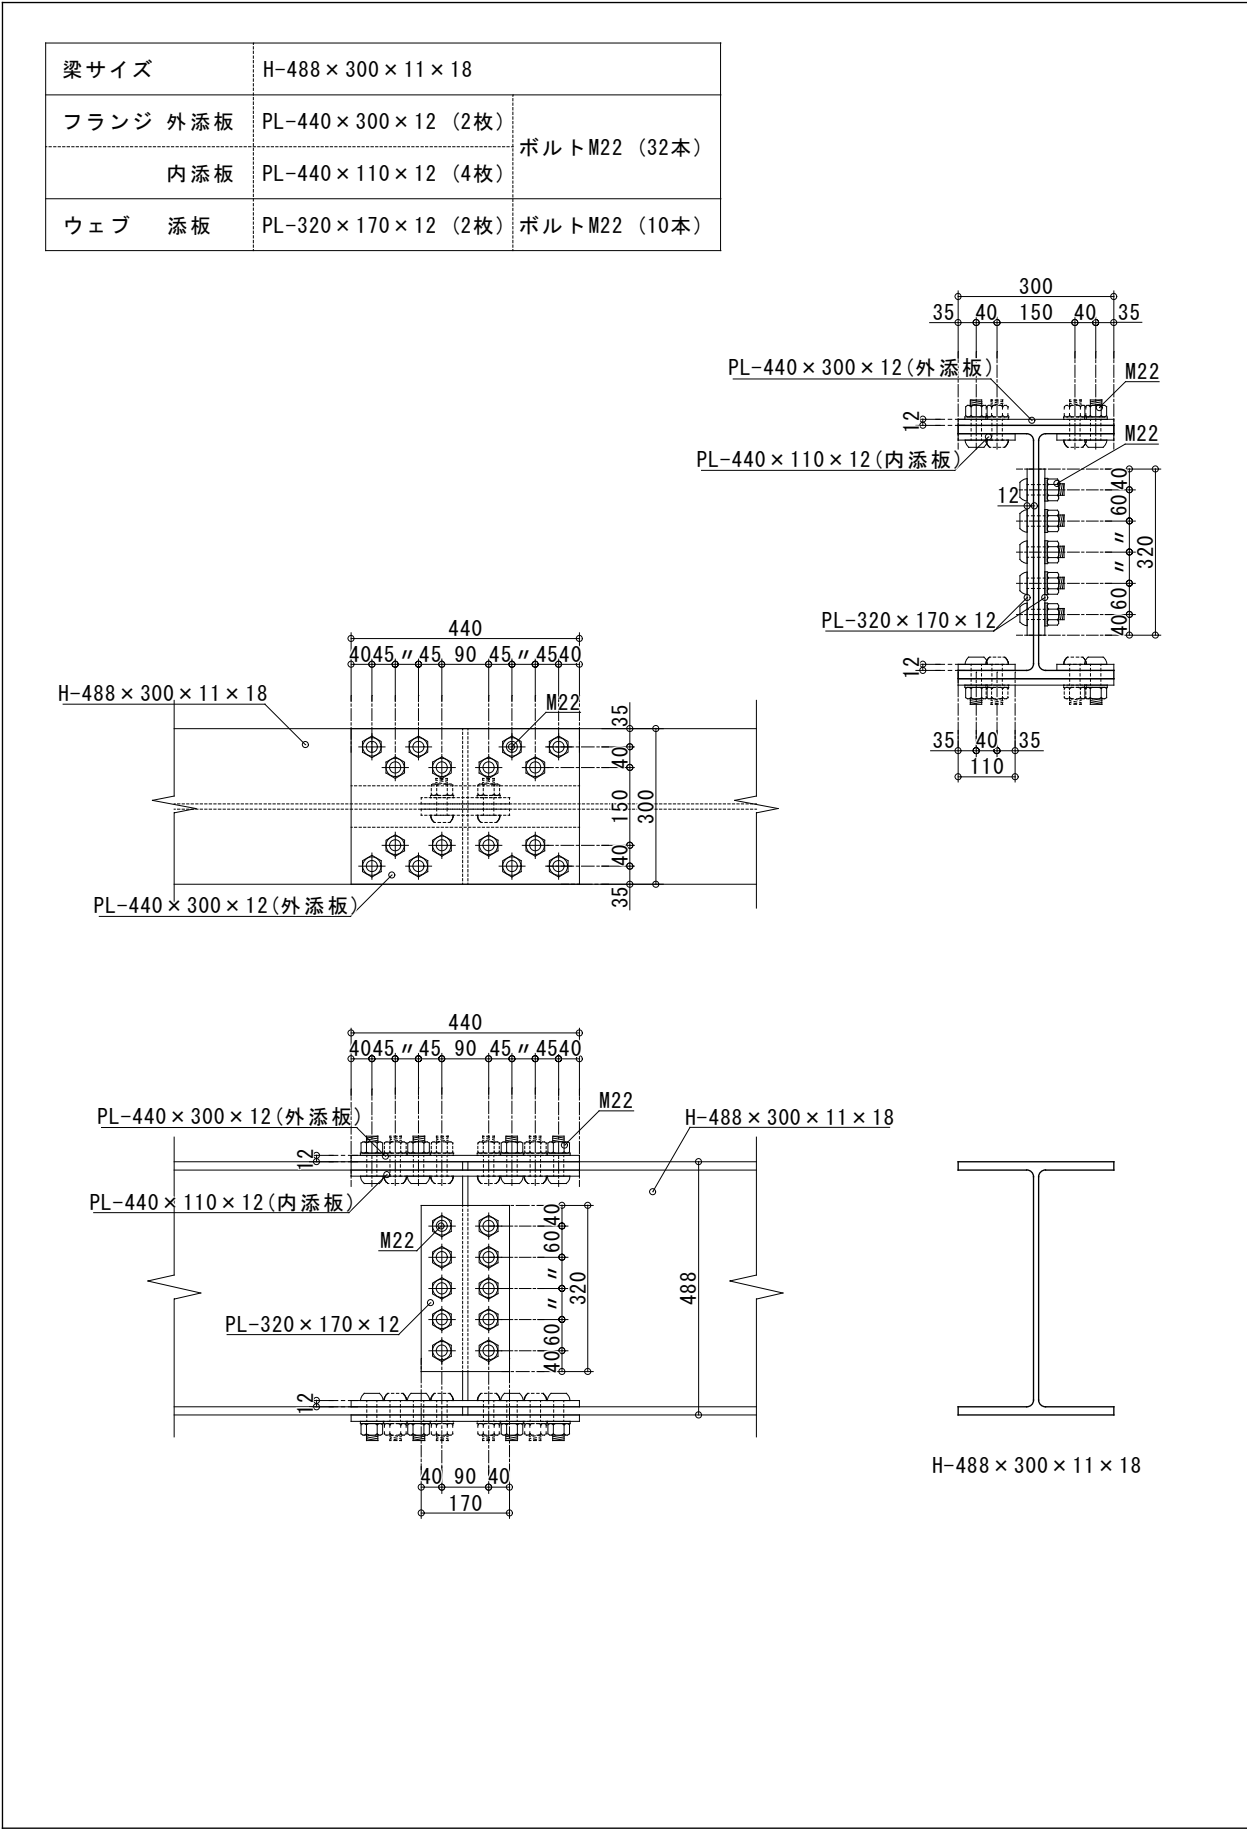 梁サイズ H-488×300×11×18
フランジ 外添板 PL-440×300×12 (2枚) ボルトM22 (32本)
内添板 PL-440×110×12 (4枚)
ウェブ 添板 PL-320×170×12 (2枚) ボルトM22 (10本)
300
35 40 150 40 35
PL-440×300×12(外添板)
M22
12
M22
PL-440×110×12(内添板)
12
40
60
〃
〃
60
40
320
PL-320×170×12
12
35 40 35
110
440
40 45 〃 45 90 45 〃 45 40
H-488×300×11×18
M22
35
40
150
40
35
300
PL-440×300×12(外添板)
440
40 45 〃 45 90 45 〃 45 40
PL-440×300×12(外添板)
M22
H-488×300×11×18
12
PL-440×110×12(内添板)
M22
40
60
〃
〃
60
40
320
488
PL-320×170×12
12
40 90 40
170
H-488×300×11×18